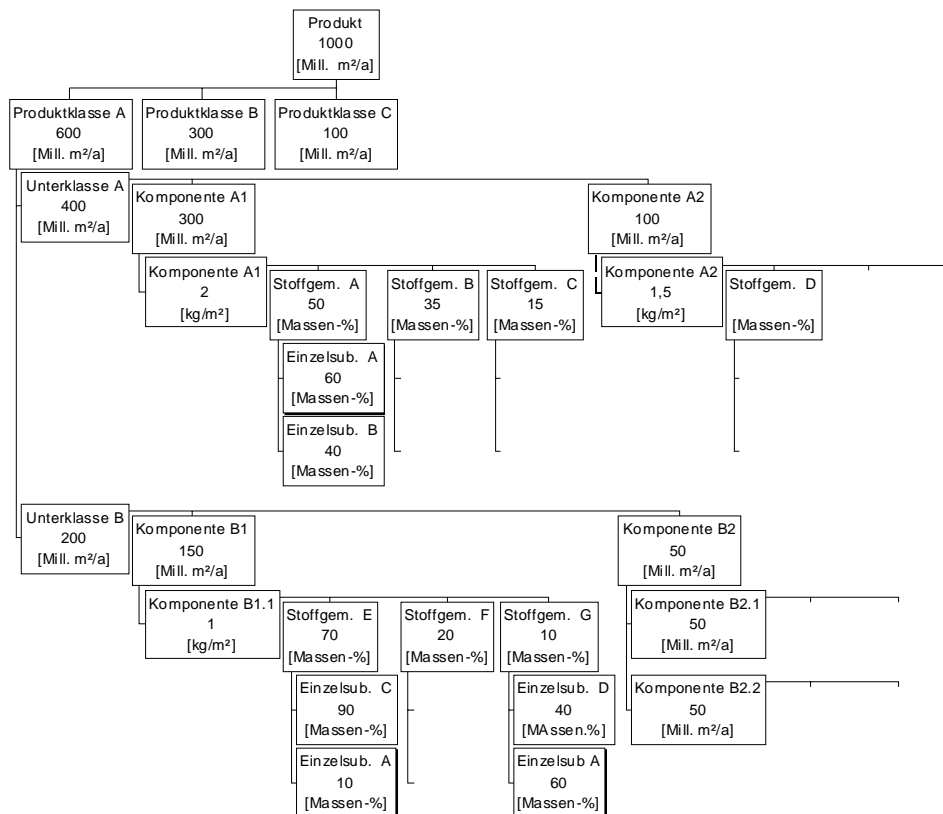 Produkt
1000
[Mill. m²/a]
Produktklasse A
600
[Mill. m²/a]
Produktklasse B
300
[Mill. m²/a]
Produktklasse C
100
[Mill. m²/a]
Unterklasse A
400
[Mill. m²/a]
Komponente A1
300
[Mill. m²/a]
Komponente A2
100
[Mill. m²/a]
Komponente A1
2
[kg/m²]
Stoffgem. A
50
[Massen-%]
Stoffgem. B
35
[Massen-%]
Stoffgem. C
15
[Massen-%]
Komponente A2
1,5
[kg/m²]
Stoffgem. D
[Massen-%]
Einzelsub. A
60
[Massen-%]
Einzelsub. B
40
[Massen-%]
Unterklasse B
200
[Mill. m²/a]
Komponente B1
150
[Mill. m²/a]
Komponente B2
50
[Mill. m²/a]
Komponente B1.1
1
[kg/m²]
Stoffgem. E
70
[Massen-%]
Stoffgem. F
20
[Massen-%]
Stoffgem. G
10
[Massen-%]
Komponente B2.1
50
[Mill. m²/a]
Einzelsub. C
90
[Massen-%]
Einzelsub. D
40
[MAssen.%]
Komponente B2.2
50
[Mill. m²/a]
Einzelsub. A
10
[Massen-%]
Einzelsub A
60
[Massen-%]